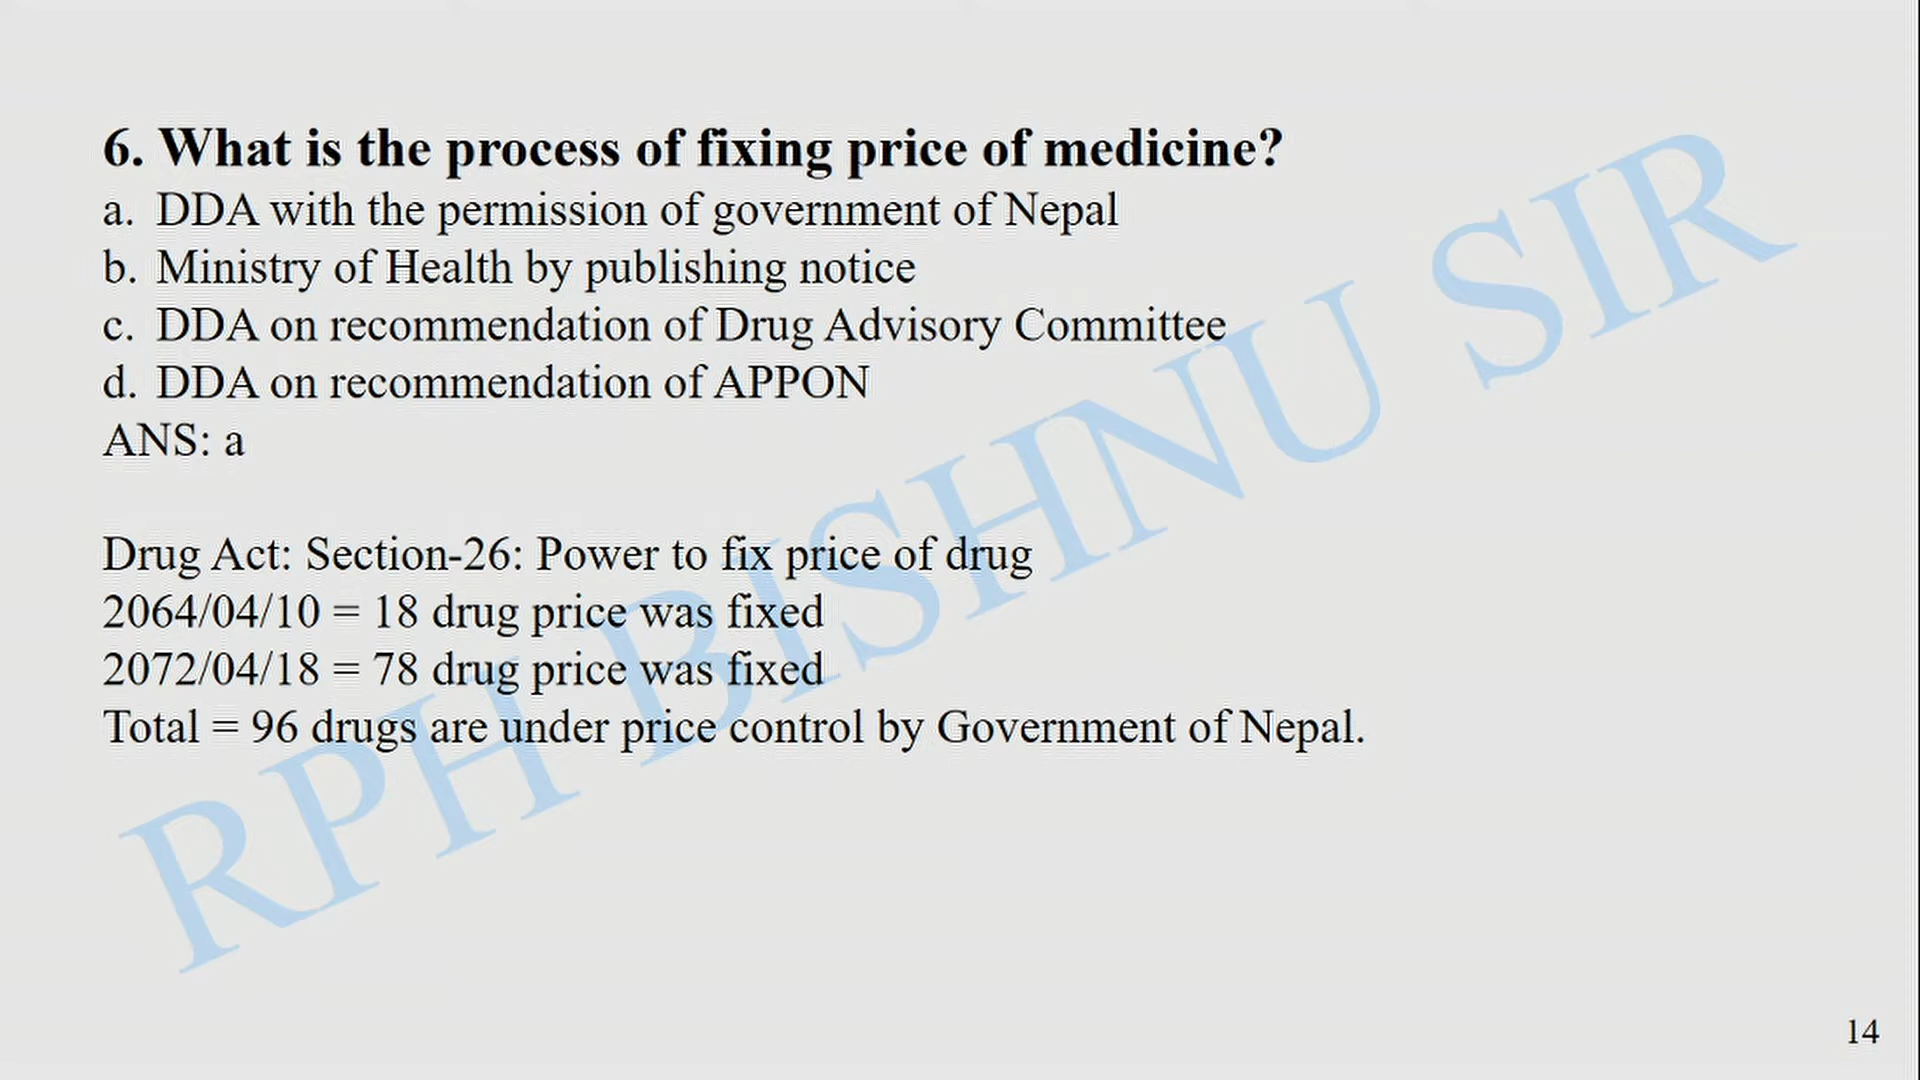 6. What is the process of fixing price of medicine?
a. DDA with the permission of government of Nepal
b. Ministry of Health by publishing notice
c. DDA on recommendation of Drug Advisory Committee
d. DDA on recommendation of APPON
ANS: a
Drug Act: Section-26: Power to fix price of drug
2064/04/10 = 18 drug price was fixed
2072/04/18 = 78 drug price was fixed
Total = 96 drugs are under price control by Government of Nepal.
RPH BISHNU SIR
14